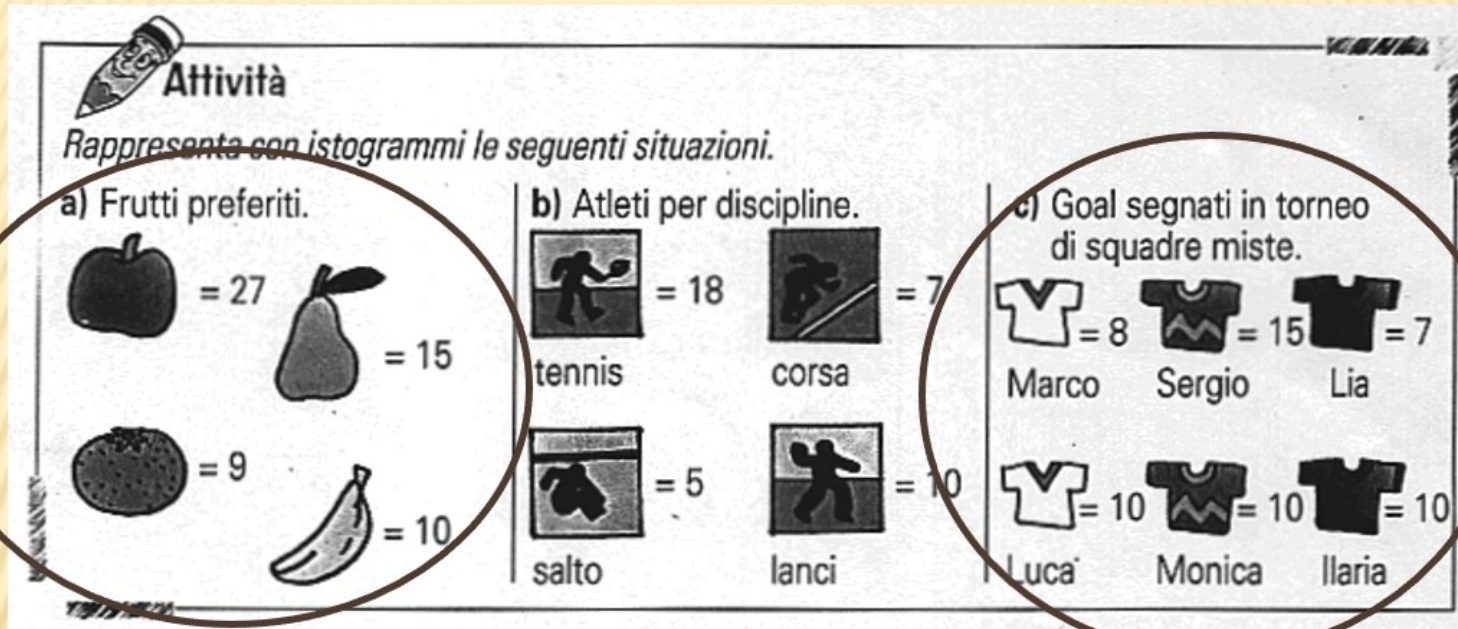 Attività
Rappresenta con istogrammi le seguenti situazioni.
a) Frutti preferiti.
= 27
= 15
= 9
= 10
b) Atleti per discipline.
= 18
= 7
tennis
corsa
= 5
= 10
salto
lanci
c) Goal segnati in torneo
di squadre miste.
= 8
= 15
= 7
Marco
Sergio
Lia
= 10
= 10
= 10
Luca
Monica
Ilaria